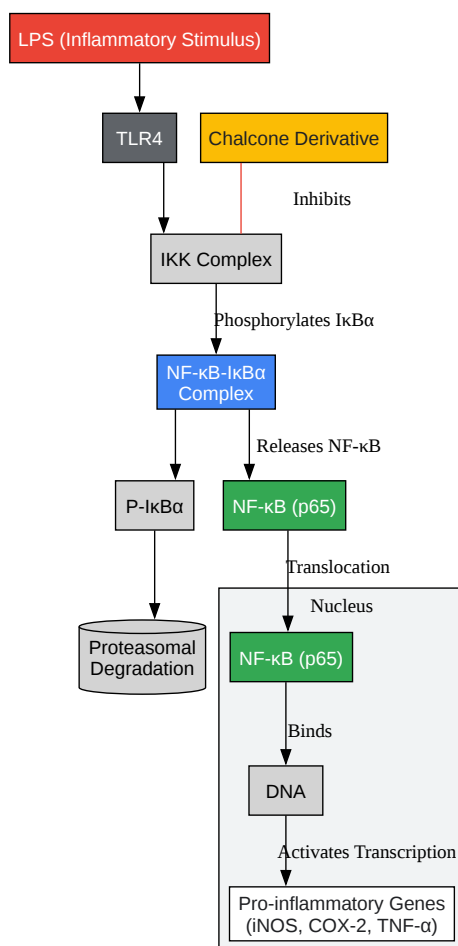 LPS (Inflammatory Stimulus)
TLR4
Chalcone Derivative
Inhibits
IKK Complex
Phosphorylates IκBα
NF-κB-IκBα
Complex
Releases NF-κB
P-IκBα
NF-κB (p65)
Translocation
Nucleus
Proteasomal
Degradation
NF-κB (p65)
Binds
DNA
Activates Transcription
Pro-inflammatory Genes
(iNOS, COX-2, TNF-α)